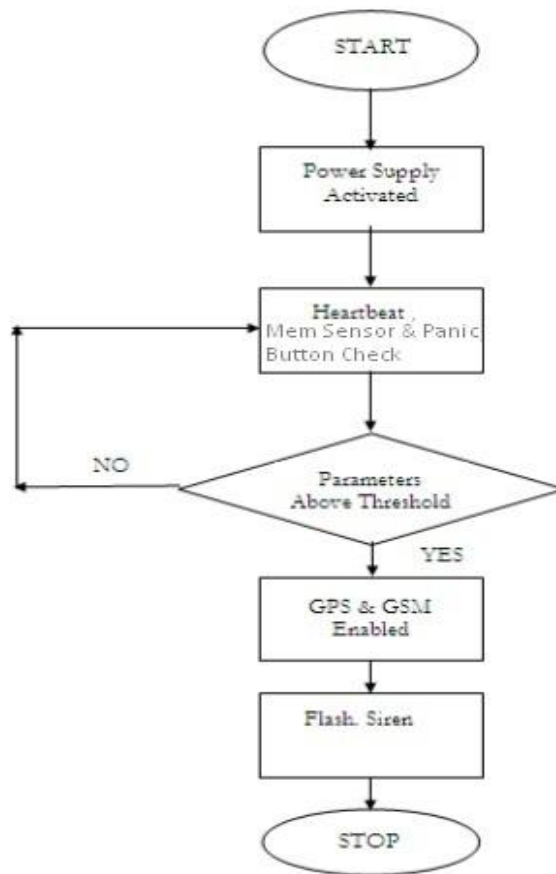 START
Power Supply
Activated
Heartbeat ,
Mem Sensor & Panic
Button Check
NO
Parameters
Above Threshold
YES
GPS & GSM
Enabled
Flash. Siren
STOP